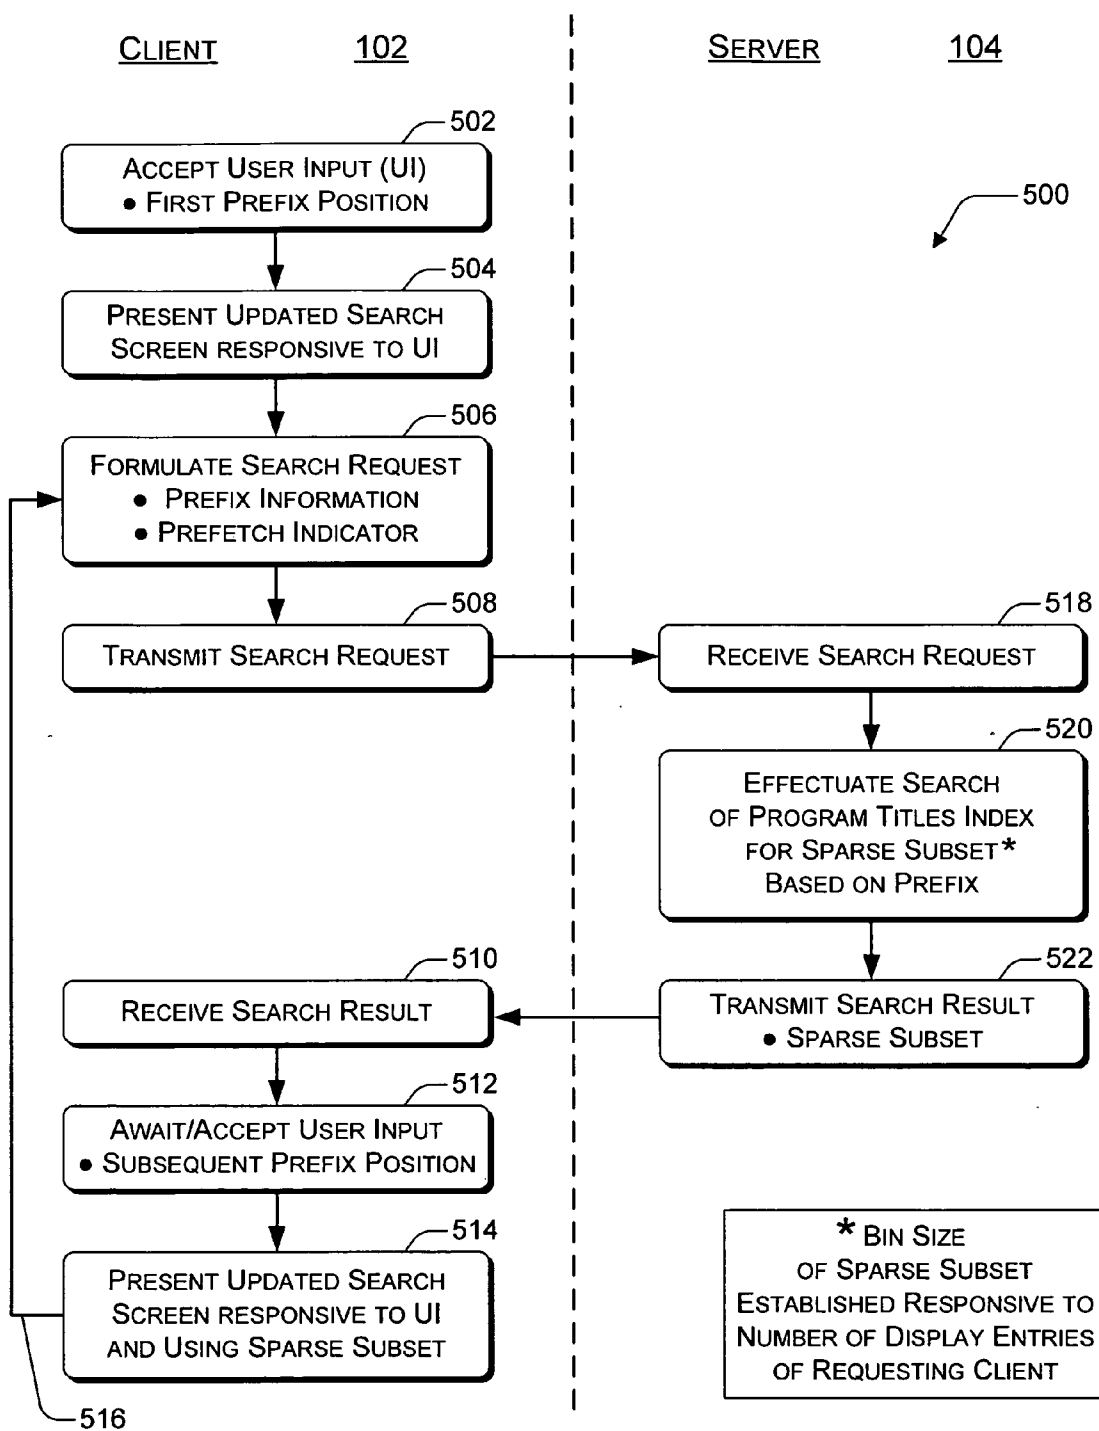 CLIENT 102
SERVER 104
502
ACCEPT USER INPUT (UI)
• FIRST PREFIX POSITION
500
504
PRESENT UPDATED SEARCH
SCREEN RESPONSIVE TO UI
506
FORMULATE SEARCH REQUEST
• PREFIX INFORMATION
• PREFETCH INDICATOR
508
TRANSMIT SEARCH REQUEST
518
RECEIVE SEARCH REQUEST
520
EFFECTUATE SEARCH
OF PROGRAM TITLES INDEX
FOR SPARSE SUBSET*
BASED ON PREFIX
522
TRANSMIT SEARCH RESULT
• SPARSE SUBSET
510
RECEIVE SEARCH RESULT
512
AWAIT/ACCEPT USER INPUT
• SUBSEQUENT PREFIX POSITION
514
PRESENT UPDATED SEARCH
SCREEN RESPONSIVE TO UI
AND USING SPARSE SUBSET
516
* BIN SIZE
OF SPARSE SUBSET
ESTABLISHED RESPONSIVE TO
NUMBER OF DISPLAY ENTRIES
OF REQUESTING CLIENT